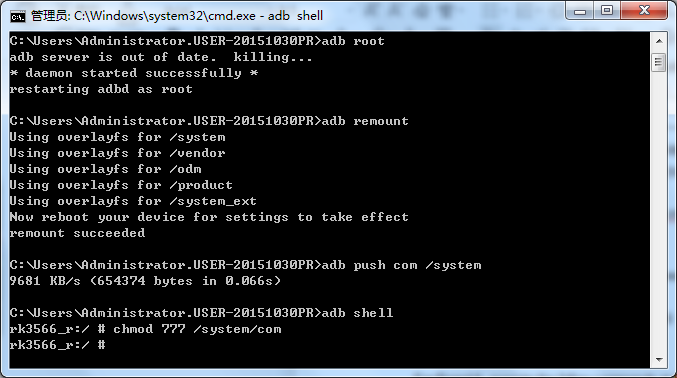 管理员: C:\Windows\system32\cmd.exe - adb  shell
C:\Users\Administrator.USER-20151030PR>adb root
adb server is out of date.  killing...
* daemon started successfully *
restarting adbd as root
C:\Users\Administrator.USER-20151030PR>adb remount
Using overlayfs for /system
Using overlayfs for /vendor
Using overlayfs for /odm
Using overlayfs for /product
Using overlayfs for /system_ext
Now reboot your device for settings to take effect
remount succeeded
C:\Users\Administrator.USER-20151030PR>adb push com /system
9681 KB/s (654374 bytes in 0.066s)
C:\Users\Administrator.USER-20151030PR>adb shell
rk3566_r:/ # chmod 777 /system/com
rk3566_r:/ #